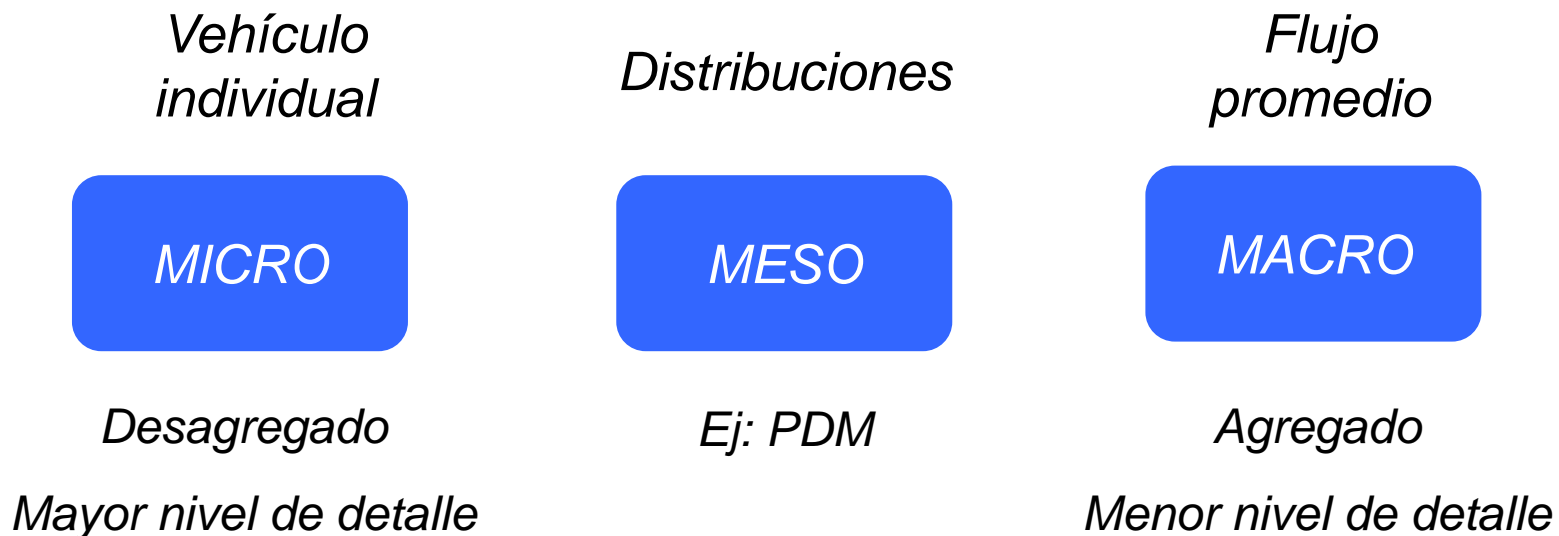 Vehículo
individual
Distribuciones
Flujo
promedio
MICRO
MESO
MACRO
Desagregado
Ej: PDM
Agregado
Mayor nivel de detalle
Menor nivel de detalle